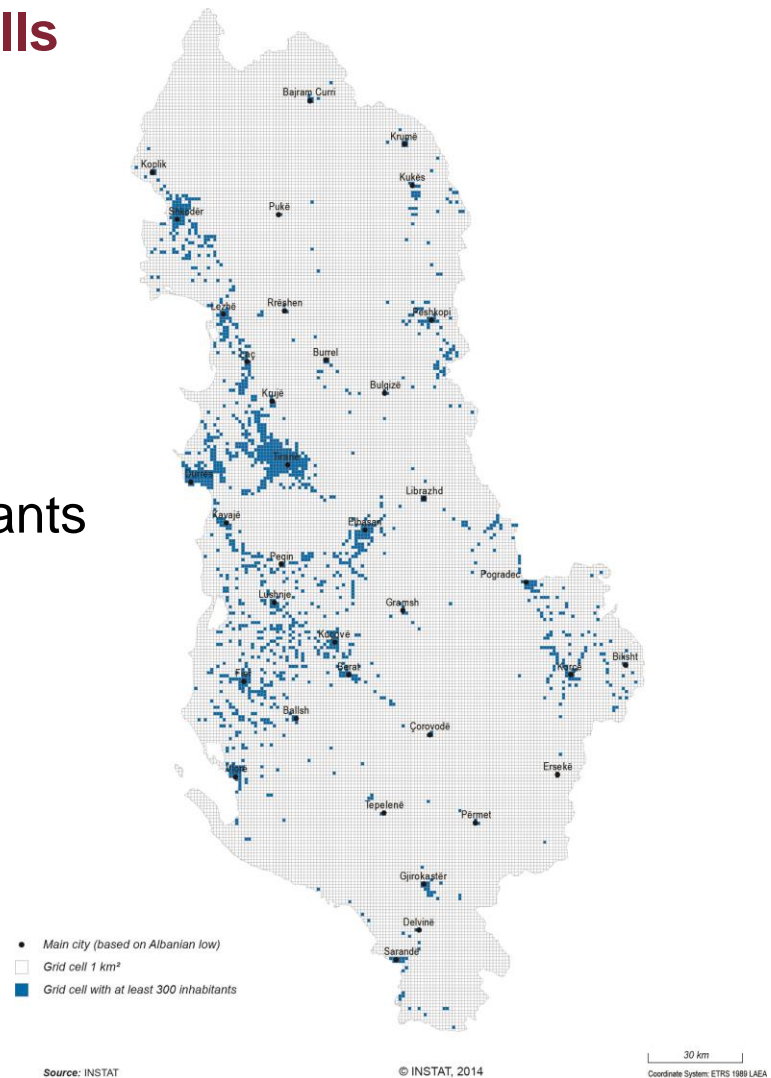 lls
ants
Bajram Curri
Krumë
Koplik
Kukës
Shkodër
Pukë
Lezhë
Rrëshen
Peshkopi
Laç
Burrel
Bulqizë
Krujë
Tiranë
Durrës
Librazhd
Kavajë
Elbasan
Peqin
Pogradec
Lushnje
Gramsh
Kuçovë
Bilisht
Berat
Korçë
Fier
Ballsh
Çorovodë
Vlorë
Ersekë
Tepelenë
Përmet
Gjirokastër
Delvinë
Sarandë
Main city (based on Albanian low)
Grid cell 1 km²
Grid cell with at least 300 inhabitants
30 km
Source: INSTAT
© INSTAT, 2014
Coordinate System: ETRS 1989 LAEA